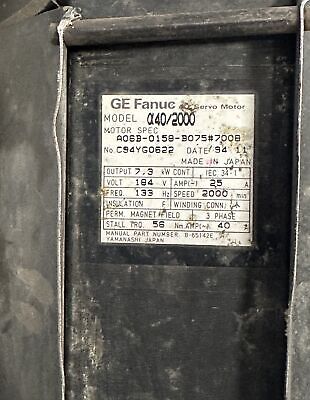 GE Fanuc AC Servo Motor
MODEL α40/2000
MOTOR SPEC
A06B-0158-B075#7008
No. C94YG0622 DATE 94 11
MADE IN JAPAN
OUTPUT 7,3 kW CONT IEC 34-1
VOLT 184 V AMP(~) 25 A
FREQ. 133 Hz SPEED 2000 /min
INSULATION F WINDING CONN.
PERM. MAGNET FIELD 3 PHASE
STALL TRQ. 56 Nm AMP(~) 40
MANUAL PART NUMBER B-65142E
YAMANASHI JAPAN